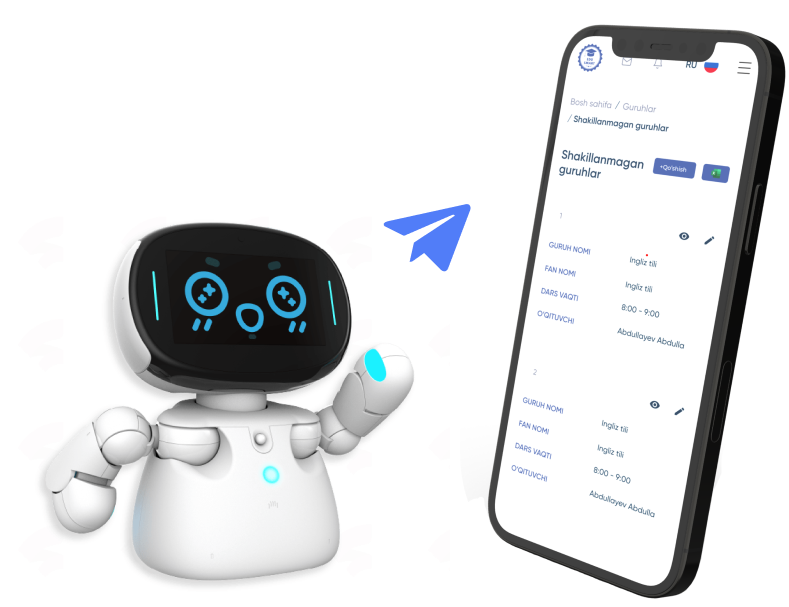 RU
Bosh sahifa / Guruhlar
/ Shakillanmagan guruhlar
Shakillanmagan
guruhlar
+Qo'shish
1
GURUH NOMI Ingliz tili
FAN NOMI Ingliz tili
DARS VAQTI 8:00 - 9:00
O'QITUVCHI Abdullayev Abdulla
2
GURUH NOMI Ingliz tili
FAN NOMI Ingliz tili
DARS VAQTI 8:00 - 9:00
O'QITUVCHI Abdullayev Abdulla